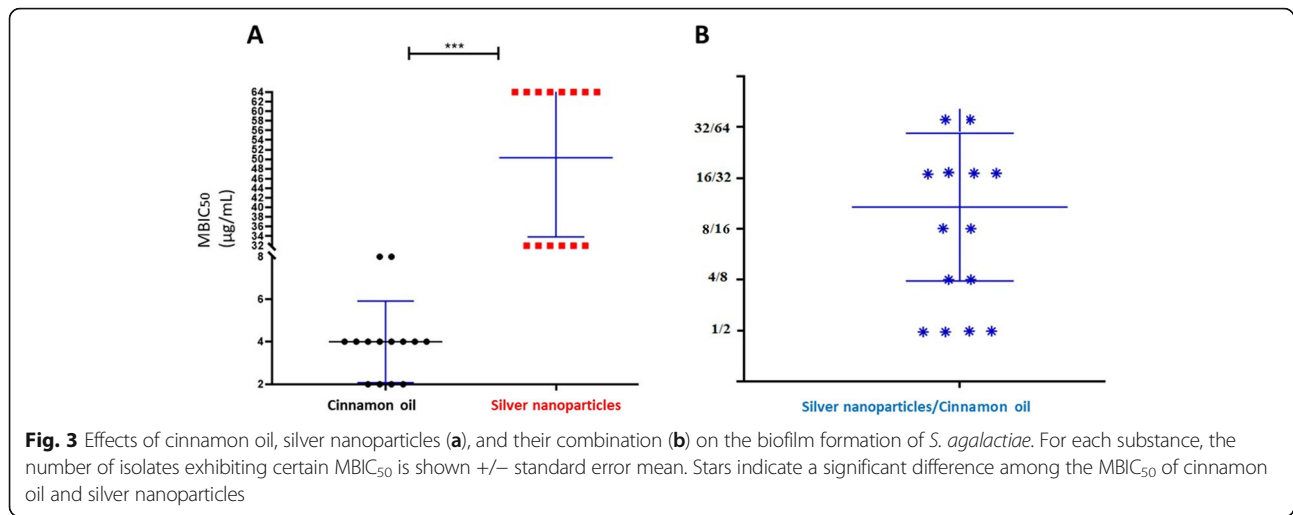 A
B
***
MBIC50
(µg/mL)
64
62
60
58
56
54
52
50
48
46
44
42
40
38
36
34
32
8
6
4
2
Cinnamon oil
Silver nanoparticles
32/64
16/32
8/16
4/8
1/2
Silver nanoparticles/Cinnamon oil
Fig. 3 Effects of cinnamon oil, silver nanoparticles (a), and their combination (b) on the biofilm formation of S. agalactiae. For each substance, the
number of isolates exhibiting certain MBIC50 is shown +/− standard error mean. Stars indicate a significant difference among the MBIC50 of cinnamon
oil and silver nanoparticles